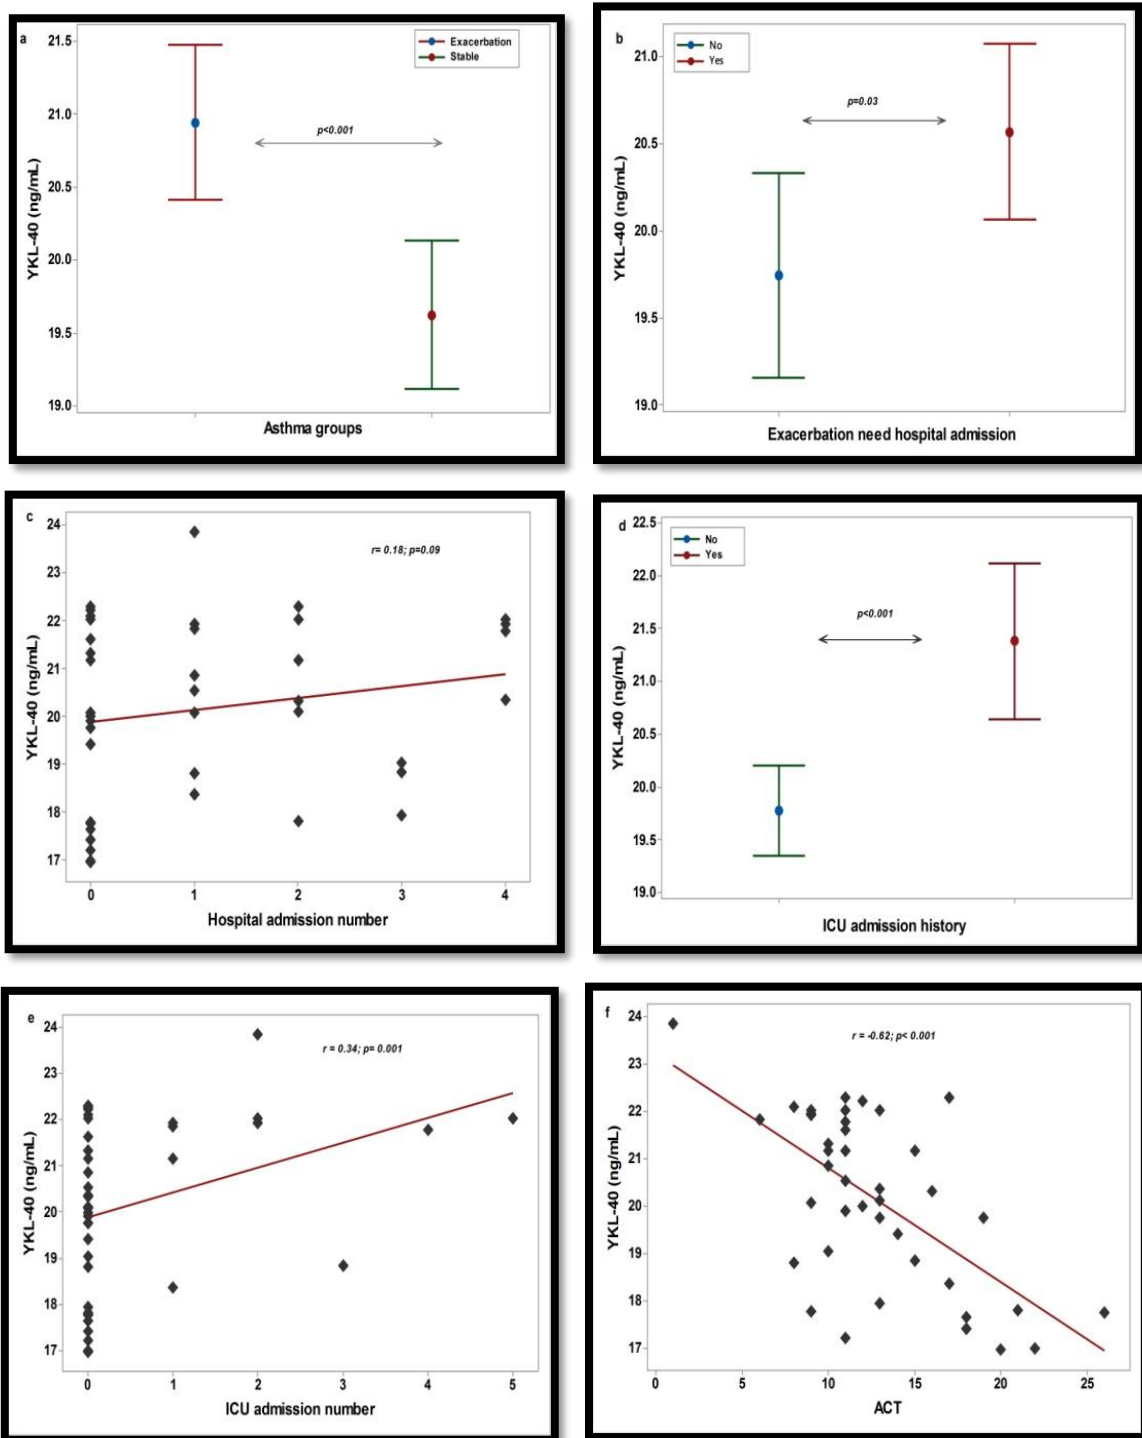 a
21.5
21.0
20.5
20.0
19.5
19.0
YKL-40 (ng/mL)
Exacerbation
Stable
p<0.001
Asthma groups
b
21.0
20.5
20.0
19.5
19.0
YKL-40 (ng/mL)
No
Yes
p=0.03
Exacerbation need hospital admission
c
24
23
22
21
20
19
18
17
YKL-40 (ng/mL)
r= 0.18; p=0.09
0 1 2 3 4
Hospital admission number
d
22.5
22.0
21.5
21.0
20.5
20.0
19.5
19.0
YKL-40 (ng/mL)
No
Yes
p<0.001
ICU admission history
e
24
23
22
21
20
19
18
17
YKL-40 (ng/mL)
r = 0.34; p= 0.001
0 1 2 3 4 5
ICU admission number
f
24
23
22
21
20
19
18
17
YKL-40 (ng/mL)
r = -0.62; p< 0.001
0 5 10 15 20 25
ACT